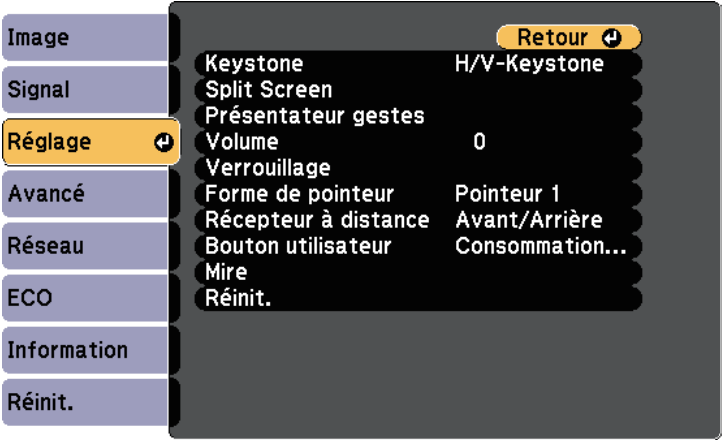 Image
Signal
Réglage
Avancé
Réseau
ECO
Information
Réinit.
Retour
Keystone H/V-Keystone
Split Screen
Présentateur gestes
Volume 0
Verrouillage
Forme de pointeur Pointeur 1
Récepteur à distance Avant/Arrière
Bouton utilisateur Consommation...
Mire
Réinit.